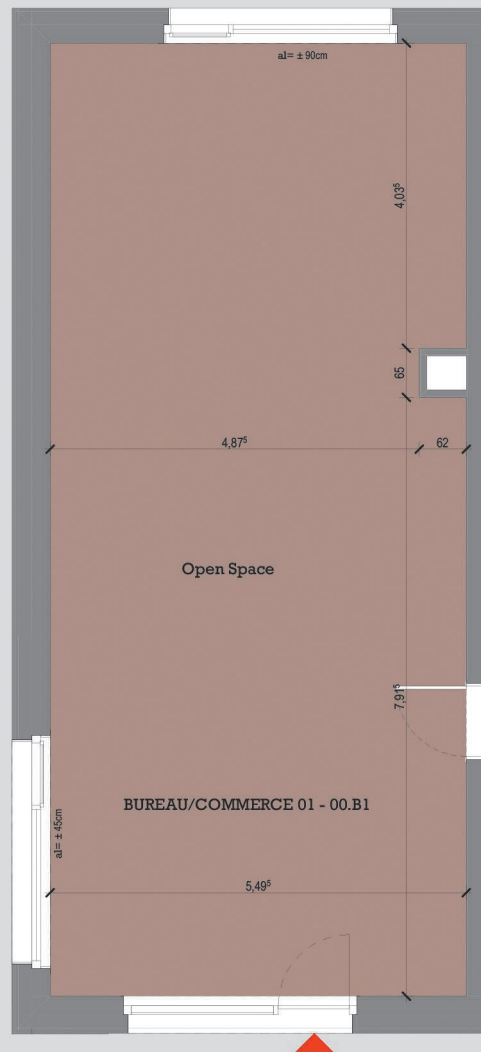 al= ± 90cm
4,03⁵
65
4,87⁵
62
Open Space
7,91⁵
BUREAU/COMMERCE 01 - 00.B1
al= ± 45cm
5,49⁵